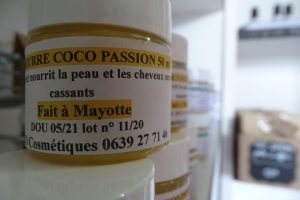 URRE COCO PASSION 50 m
t nourrit la peau et les cheveux
cassants
Fait à Mayotte
DOU 05/21 lot n° 11/20
-Cosmétiques 0639 27 71 4